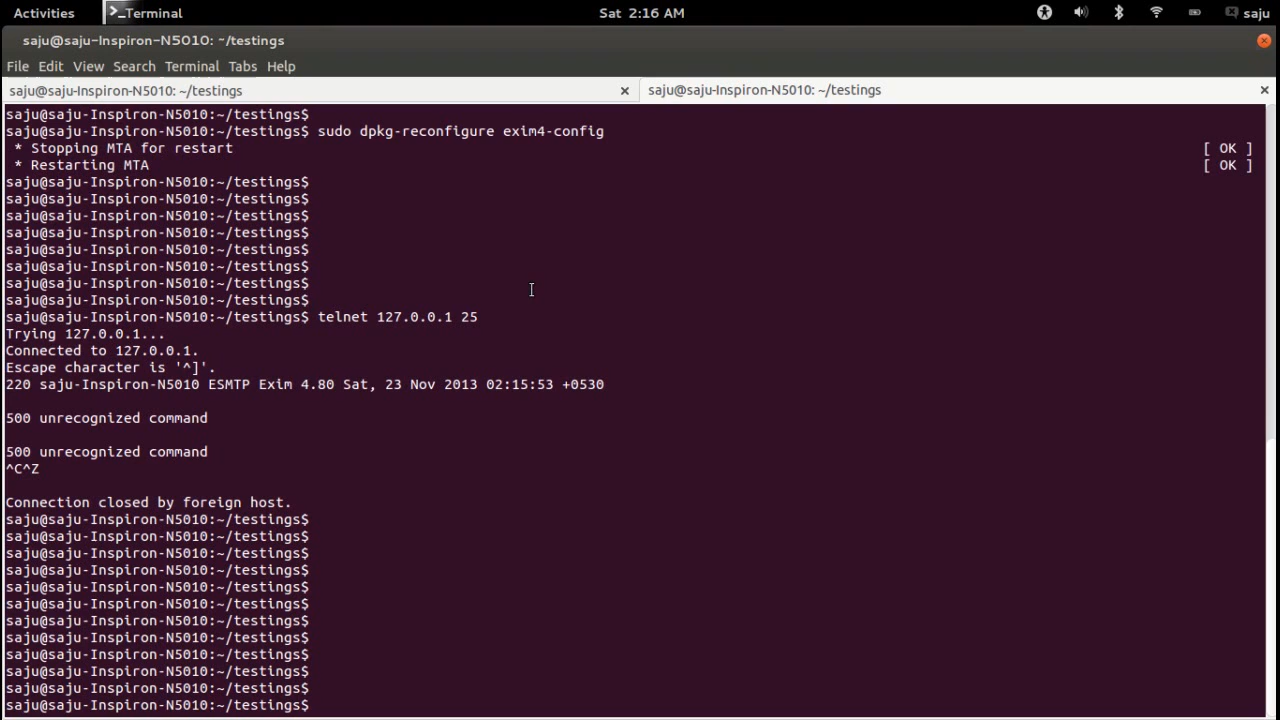 Activities >_Terminal Sat 2:16 AM saju
saju@saju-Inspiron-N5010: ~/testings
File Edit View Search Terminal Tabs Help
saju@saju-Inspiron-N5010: ~/testings × saju@saju-Inspiron-N5010: ~/testings ×
saju@saju-Inspiron-N5010:~/testings$
saju@saju-Inspiron-N5010:~/testings$ sudo dpkg-reconfigure exim4-config
* Stopping MTA for restart [ OK ]
* Restarting MTA [ OK ]
saju@saju-Inspiron-N5010:~/testings$
saju@saju-Inspiron-N5010:~/testings$
saju@saju-Inspiron-N5010:~/testings$
saju@saju-Inspiron-N5010:~/testings$
saju@saju-Inspiron-N5010:~/testings$
saju@saju-Inspiron-N5010:~/testings$
saju@saju-Inspiron-N5010:~/testings$
saju@saju-Inspiron-N5010:~/testings$
saju@saju-Inspiron-N5010:~/testings$ telnet 127.0.0.1 25
Trying 127.0.0.1...
Connected to 127.0.0.1.
Escape character is '^]'.
220 saju-Inspiron-N5010 ESMTP Exim 4.80 Sat, 23 Nov 2013 02:15:53 +0530
500 unrecognized command
500 unrecognized command
^C^Z
Connection closed by foreign host.
saju@saju-Inspiron-N5010:~/testings$
saju@saju-Inspiron-N5010:~/testings$
saju@saju-Inspiron-N5010:~/testings$
saju@saju-Inspiron-N5010:~/testings$
saju@saju-Inspiron-N5010:~/testings$
saju@saju-Inspiron-N5010:~/testings$
saju@saju-Inspiron-N5010:~/testings$
saju@saju-Inspiron-N5010:~/testings$
saju@saju-Inspiron-N5010:~/testings$
saju@saju-Inspiron-N5010:~/testings$
saju@saju-Inspiron-N5010:~/testings$
saju@saju-Inspiron-N5010:~/testings$